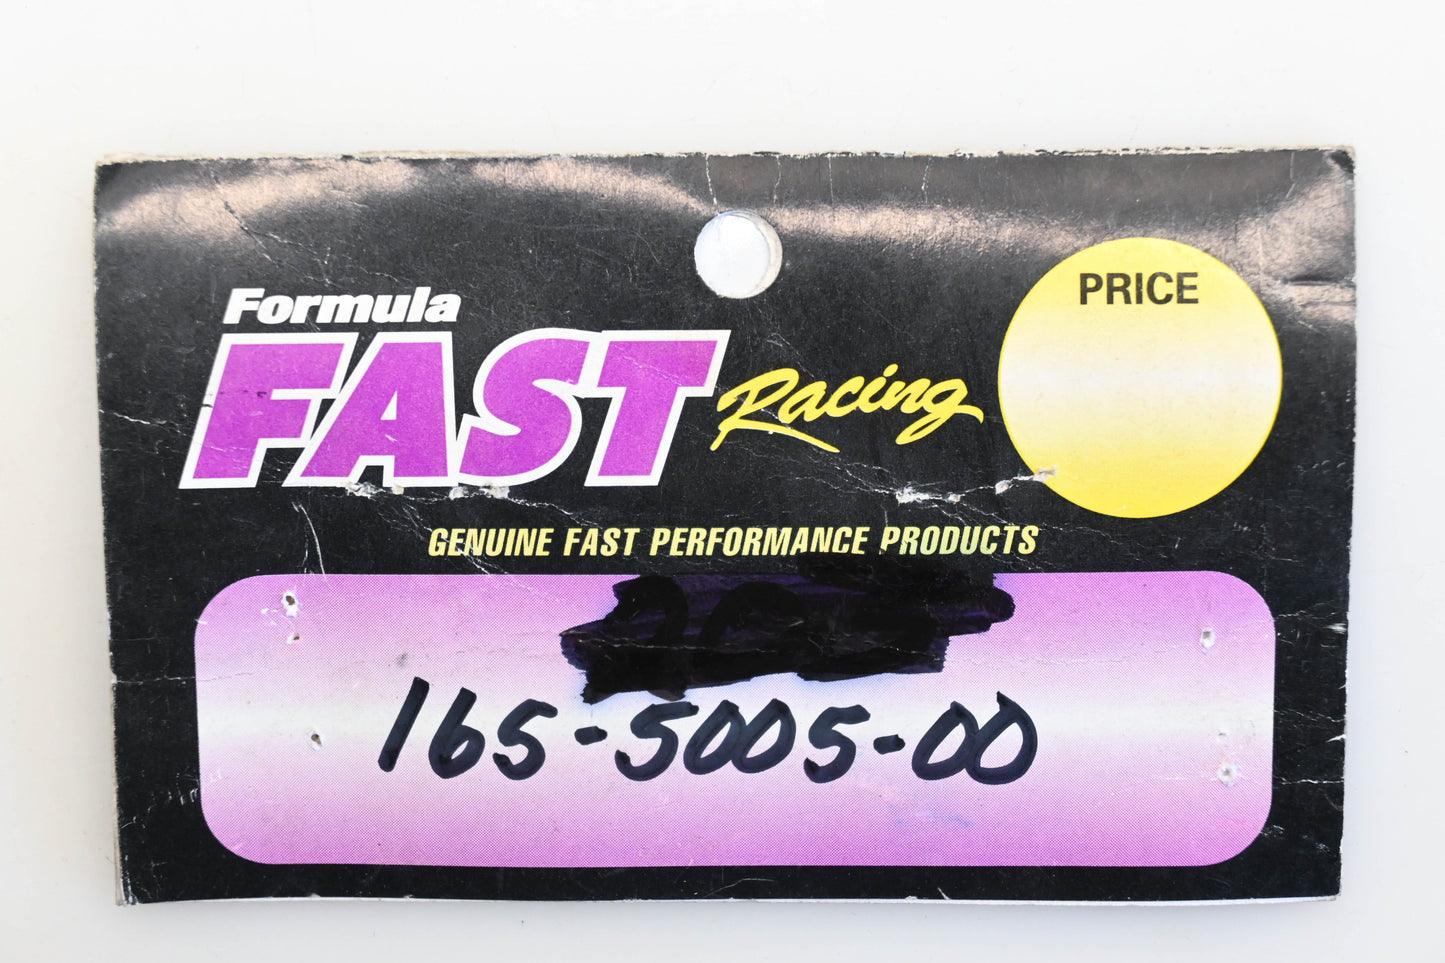 Formula
FAST Racing
PRICE
GENUINE FAST PERFORMANCE PRODUCTS
165-5005-00